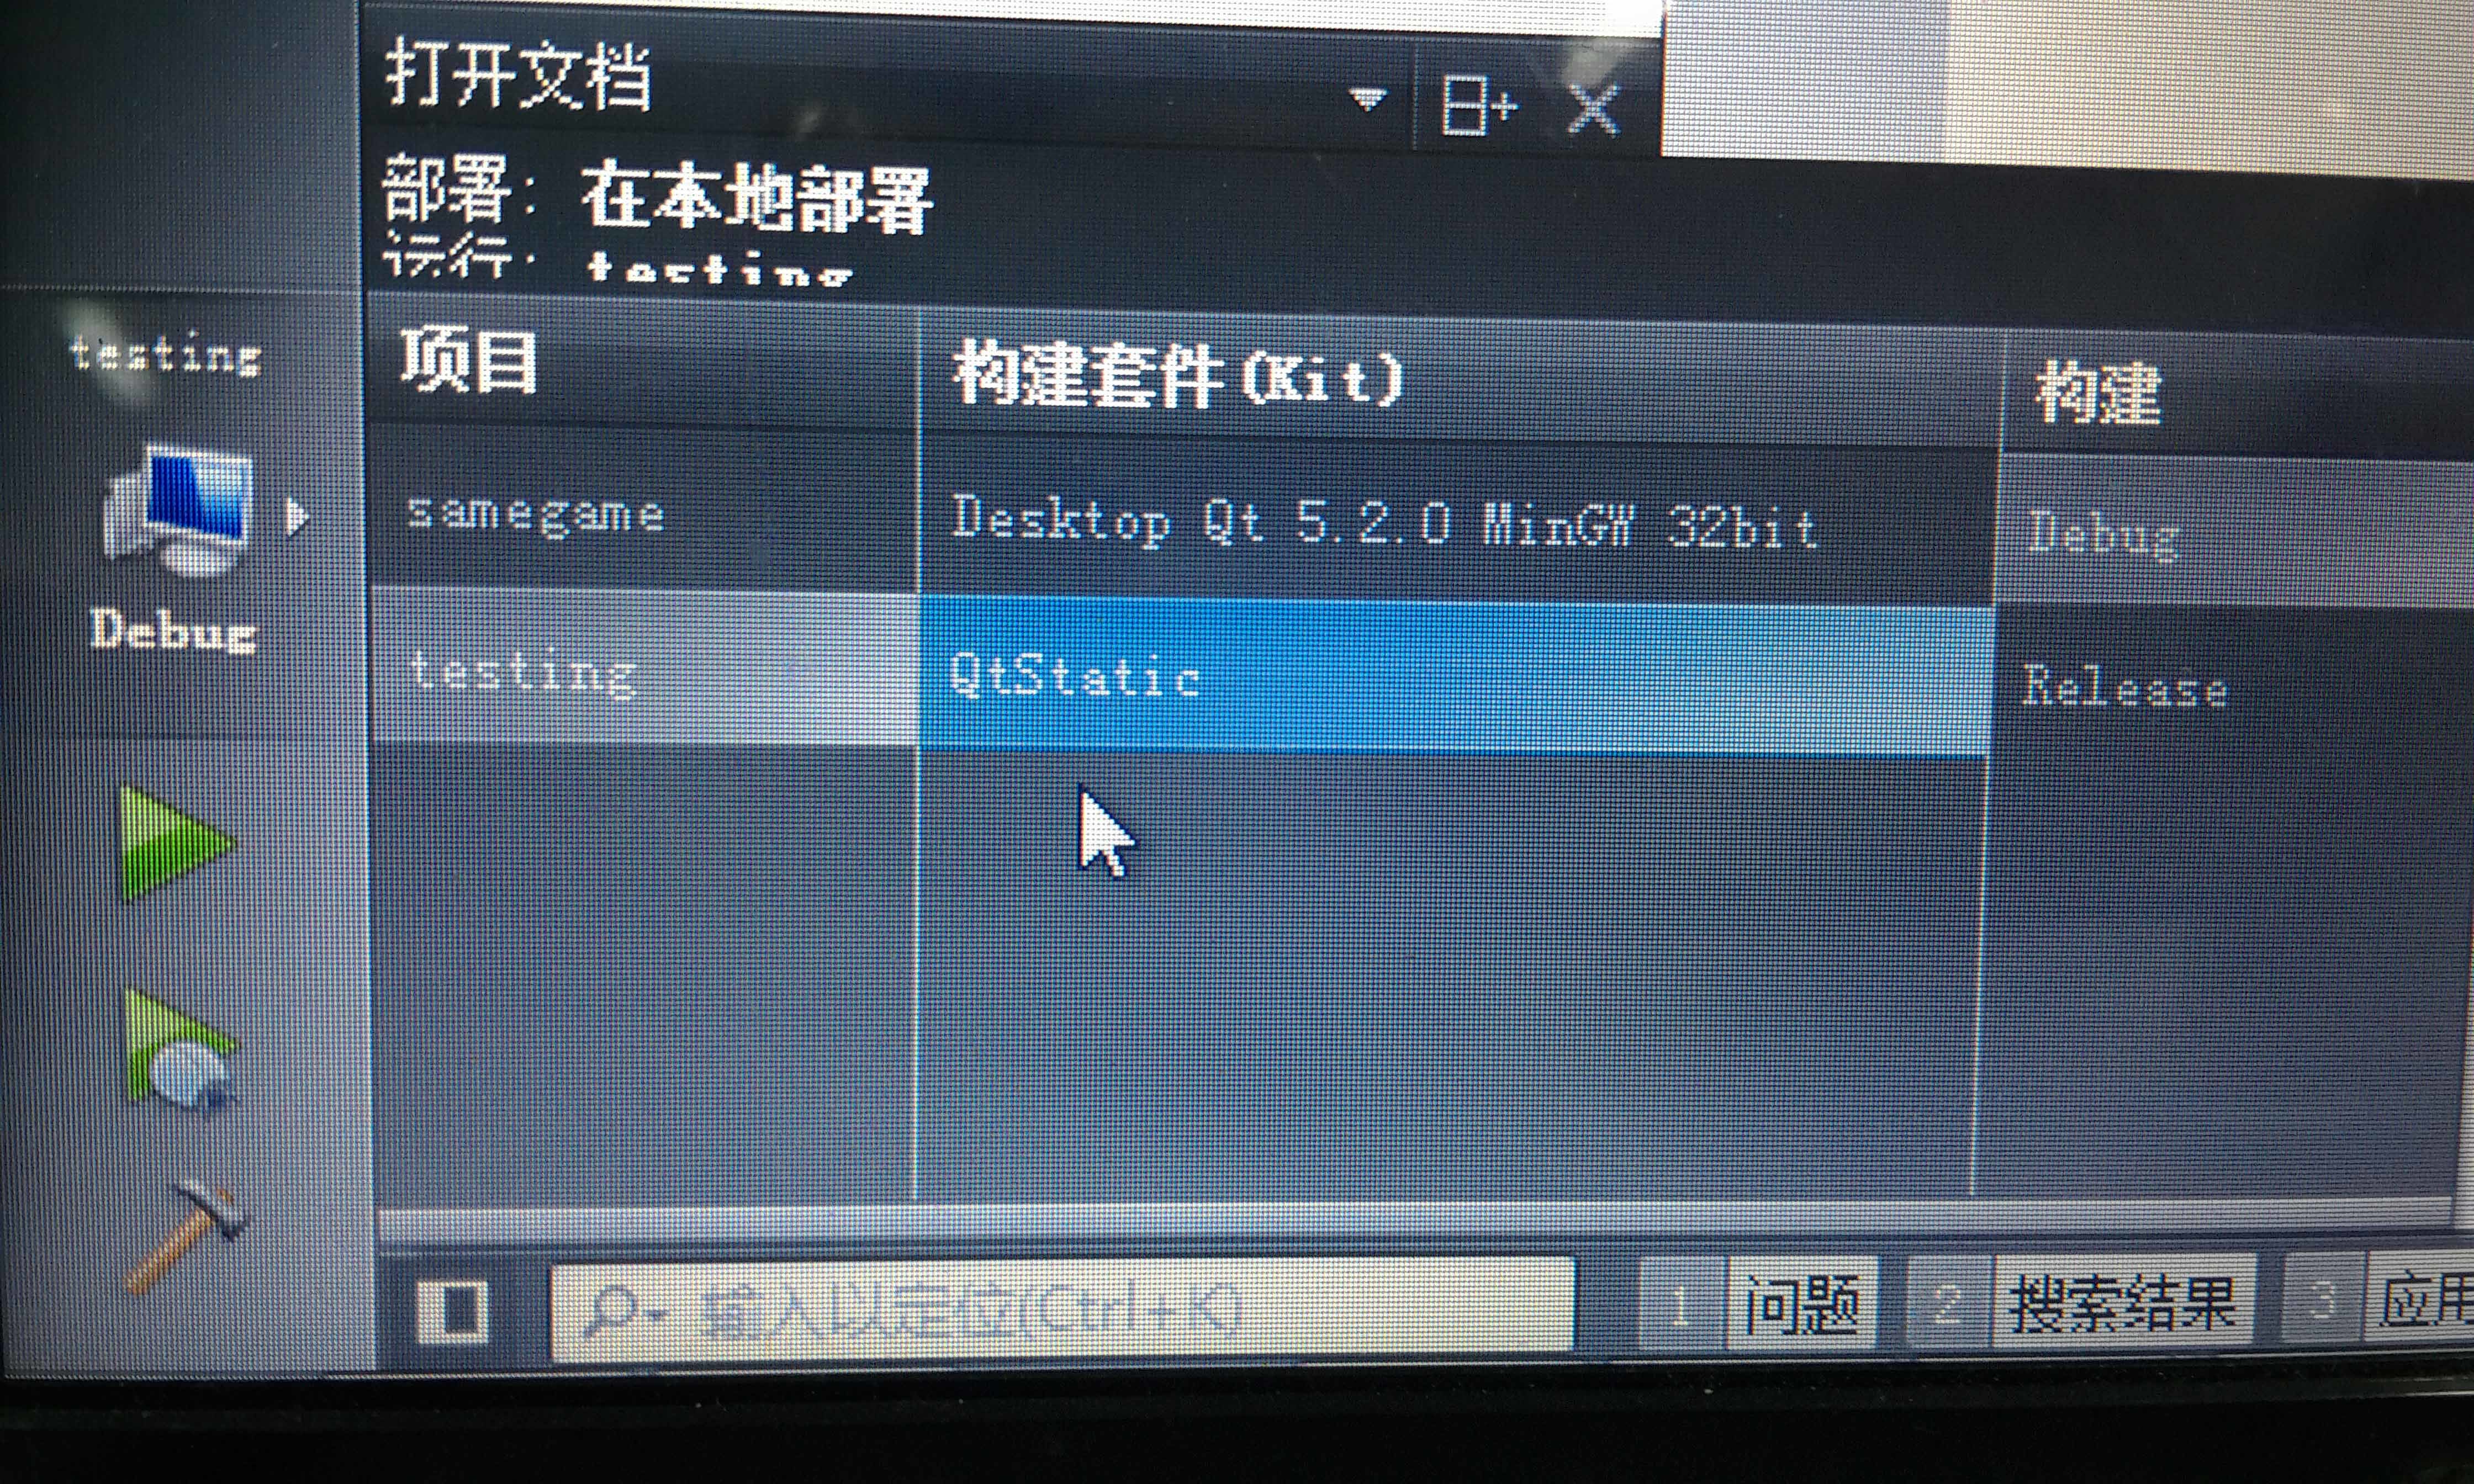 打开文档
部署: 在本地部署
运行: testing
testing
项目
构建套件(Kit)
构建
samegame
Desktop Qt 5.2.0 MinGW 32bit
Debug
Debug
testing
QtStatic
Release
输入以定位(Ctrl+K)
1 问题
2 搜索结果
3 应用